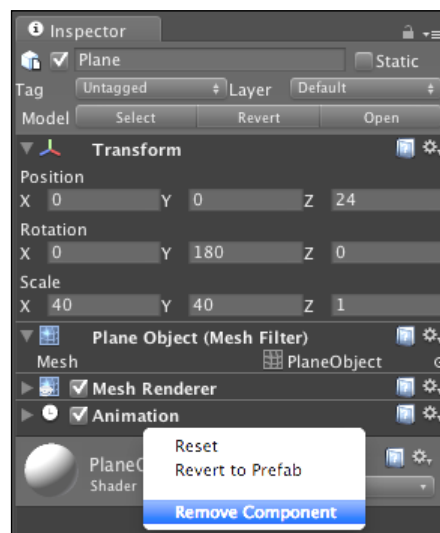 Inspector
Plane Static
Tag Untagged Layer Default
Model Select Revert Open
Transform
Position
X 0 Y 0 Z 24
Rotation
X 0 Y 180 Z 0
Scale
X 40 Y 40 Z 1
Plane Object (Mesh Filter)
Mesh PlaneObject
Mesh Renderer
Animation
Reset
Revert to Prefab
Remove Component
Shader